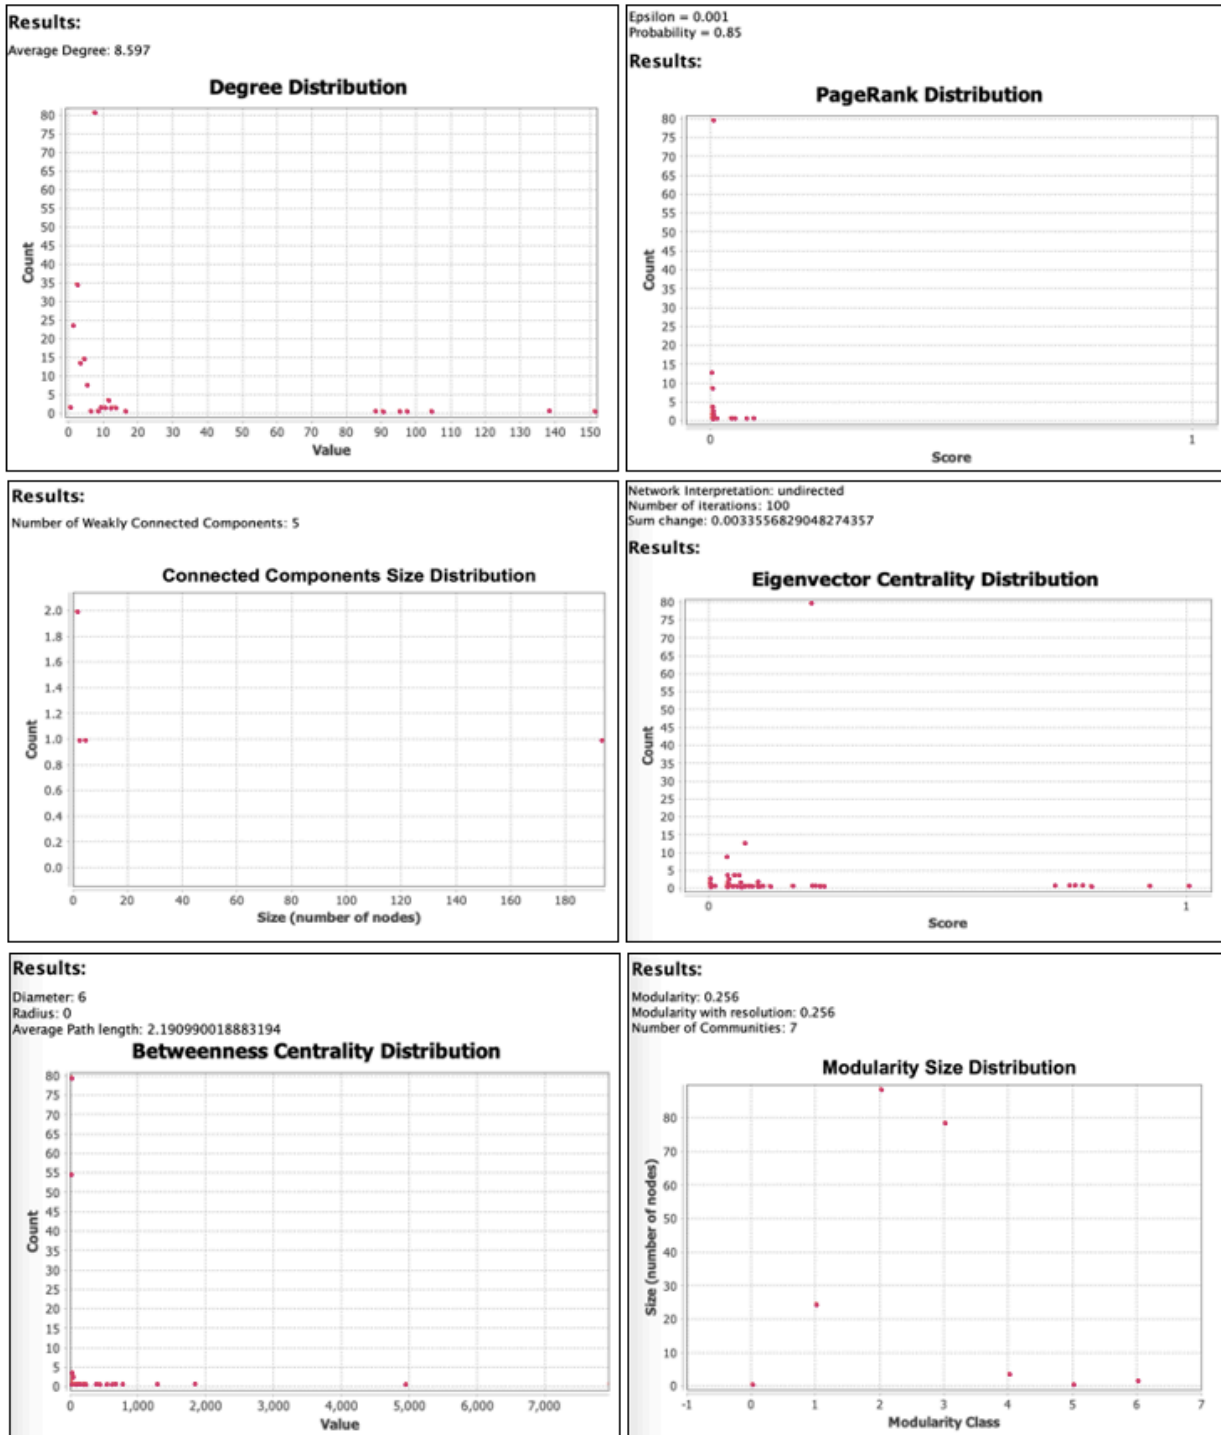 Results:
Average Degree: 8.597
Degree Distribution
80
75
70
65
60
55
50
45
40
35
30
25
20
15
10
5
0
Count
0 10 20 30 40 50 60 70 80 90 100 110 120 130 140 150
Value
Epsilon = 0.001
Probability = 0.85
Results:
PageRank Distribution
80
75
70
65
60
55
50
45
40
35
30
25
20
15
10
5
0
Count
0 1
Score
Results:
Number of Weakly Connected Components: 5
Connected Components Size Distribution
2.0
1.8
1.6
1.4
1.2
1.0
0.8
0.6
0.4
0.2
0.0
Count
0 20 40 60 80 100 120 140 160 180
Size (number of nodes)
Network Interpretation: undirected
Number of iterations: 100
Sum change: 0.0033556829048274357
Results:
Eigenvector Centrality Distribution
80
75
70
65
60
55
50
45
40
35
30
25
20
15
10
5
0
Count
0 1
Score
Results:
Diameter: 6
Radius: 0
Average Path length: 2.190990018883194
Betweenness Centrality Distribution
80
75
70
65
60
55
50
45
40
35
30
25
20
15
10
5
0
Count
0 1,000 2,000 3,000 4,000 5,000 6,000 7,000
Value
Results:
Modularity: 0.256
Modularity with resolution: 0.256
Number of Communities: 7
Modularity Size Distribution
80
70
60
50
40
30
20
10
0
Size (number of nodes)
-1 0 1 2 3 4 5 6 7
Modularity Class